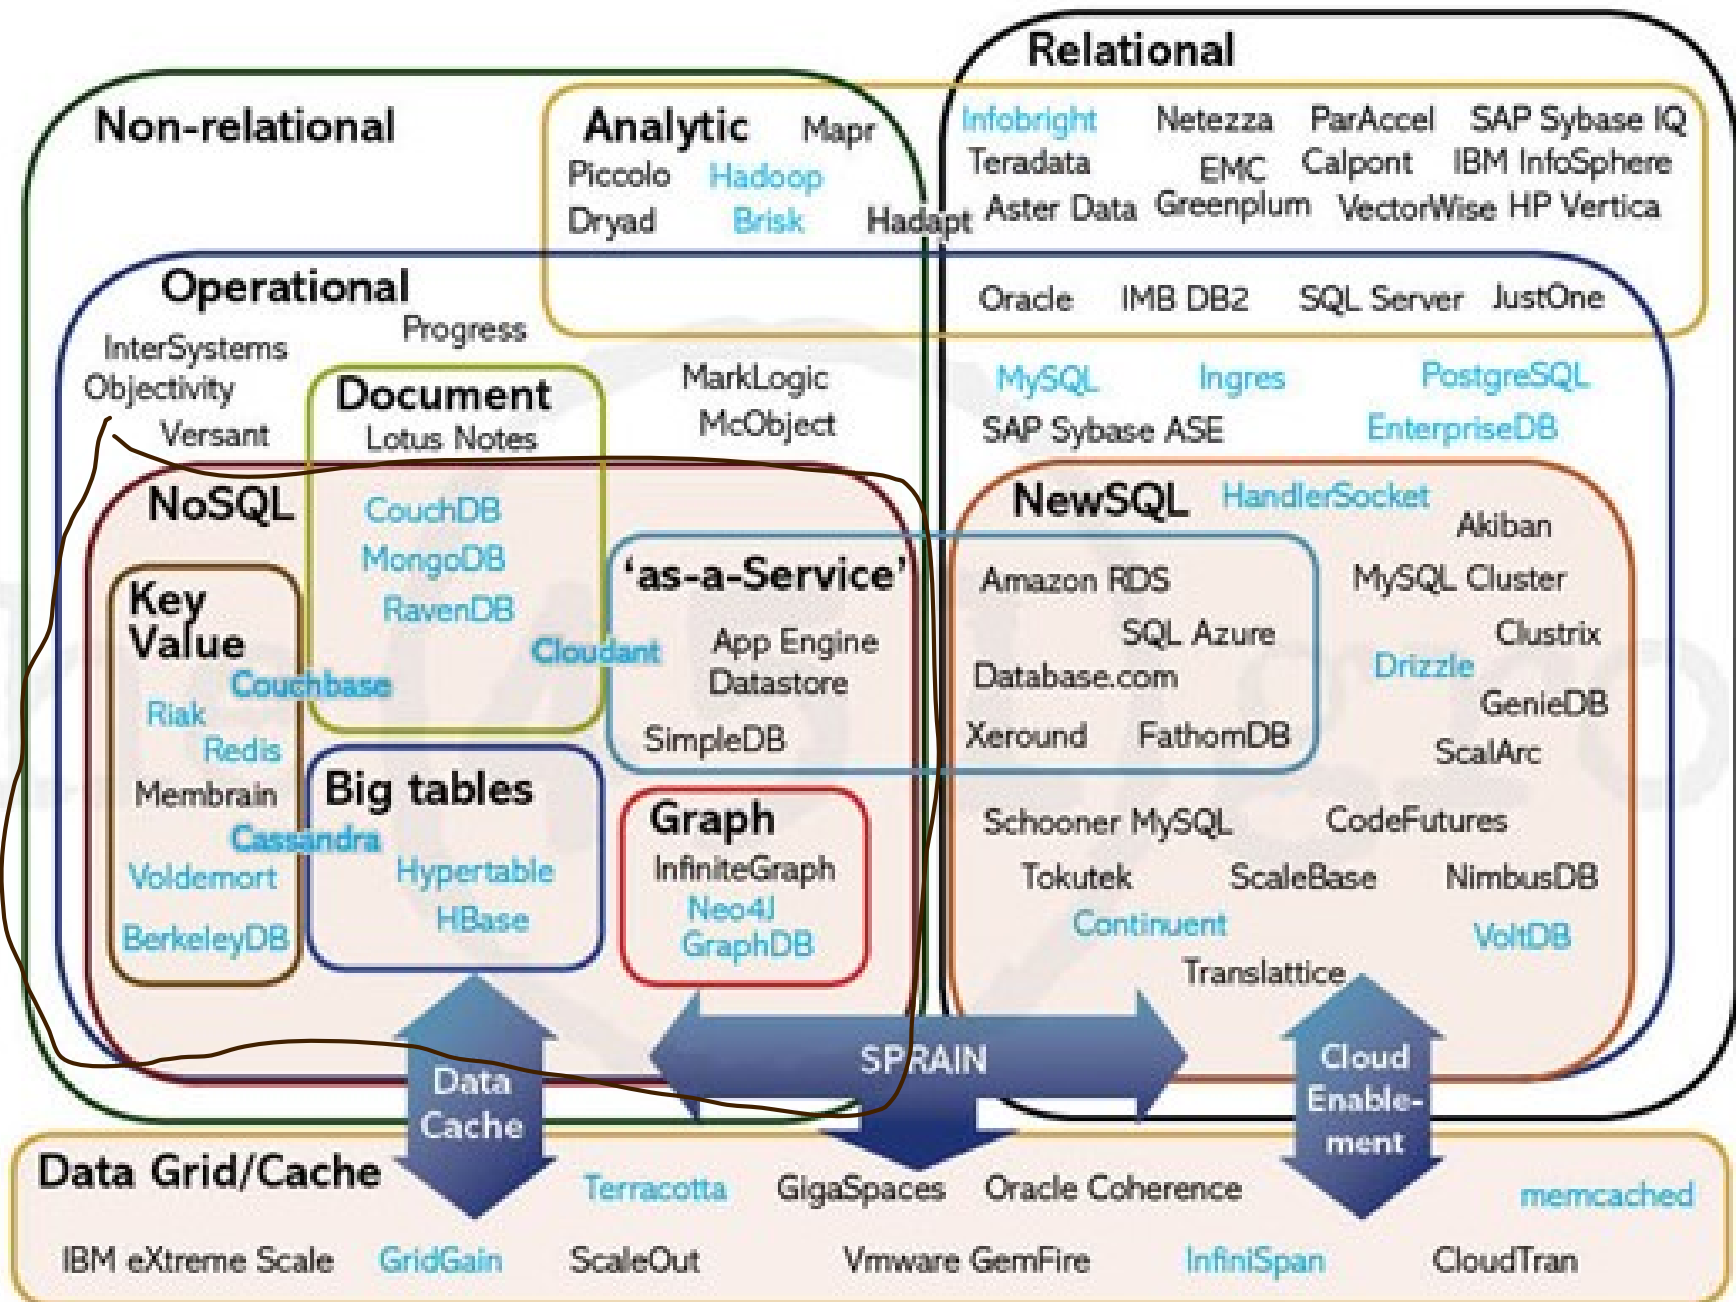 Relational
Non-relational
Analytic Mapr
Piccolo Hadoop
Dryad Brisk Hadapt
Infobright Netezza ParAccel SAP Sybase IQ
Teradata EMC Calpont IBM InfoSphere
Aster Data Greenplum VectorWise HP Vertica
Operational
Oracle IMB DB2 SQL Server JustOne
InterSystems Progress
Objectivity
Versant
Document
Lotus Notes
MarkLogic
McObject
MySQL Ingres PostgreSQL
SAP Sybase ASE EnterpriseDB
NoSQL
CouchDB
MongoDB
RavenDB
Cloudant
Key
Value
Couchbase
Riak
Redis
Membrain
Cassandra
Voldemort
BerkeleyDB
Big tables
Hypertable
HBase
'as-a-Service'
App Engine
Datastore
SimpleDB
Graph
InfiniteGraph
Neo4J
GraphDB
NewSQL HandlerSocket
Akiban
Amazon RDS MySQL Cluster
SQL Azure Clustrix
Database.com Drizzle
GenieDB
Xeround FathomDB ScalArc
Schooner MySQL CodeFutures
Tokutek ScaleBase NimbusDB
Continuent VoltDB
Translattice
Data
Cache
SPRAIN
Cloud
Enable-
ment
Data Grid/Cache Terracotta GigaSpaces Oracle Coherence memcached
IBM eXtreme Scale GridGain ScaleOut Vmware GemFire InfiniSpan CloudTran